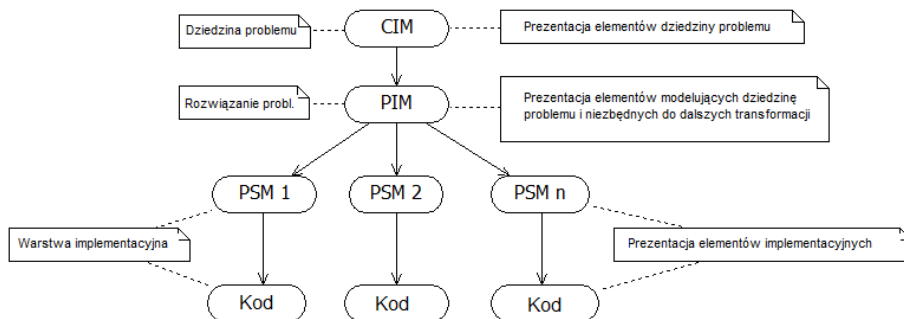 Dziedzina problemu
CIM
Prezentacja elementów dziedziny problemu
Rozwiązanie probl.
PIM
Prezentacja elementów modelujących dziedzinę
problemu i niezbędnych do dalszych transformacji
PSM 1
PSM 2
PSM n
Warstwa implementacyjna
Prezentacja elementów implementacyjnych
Kod
Kod
Kod